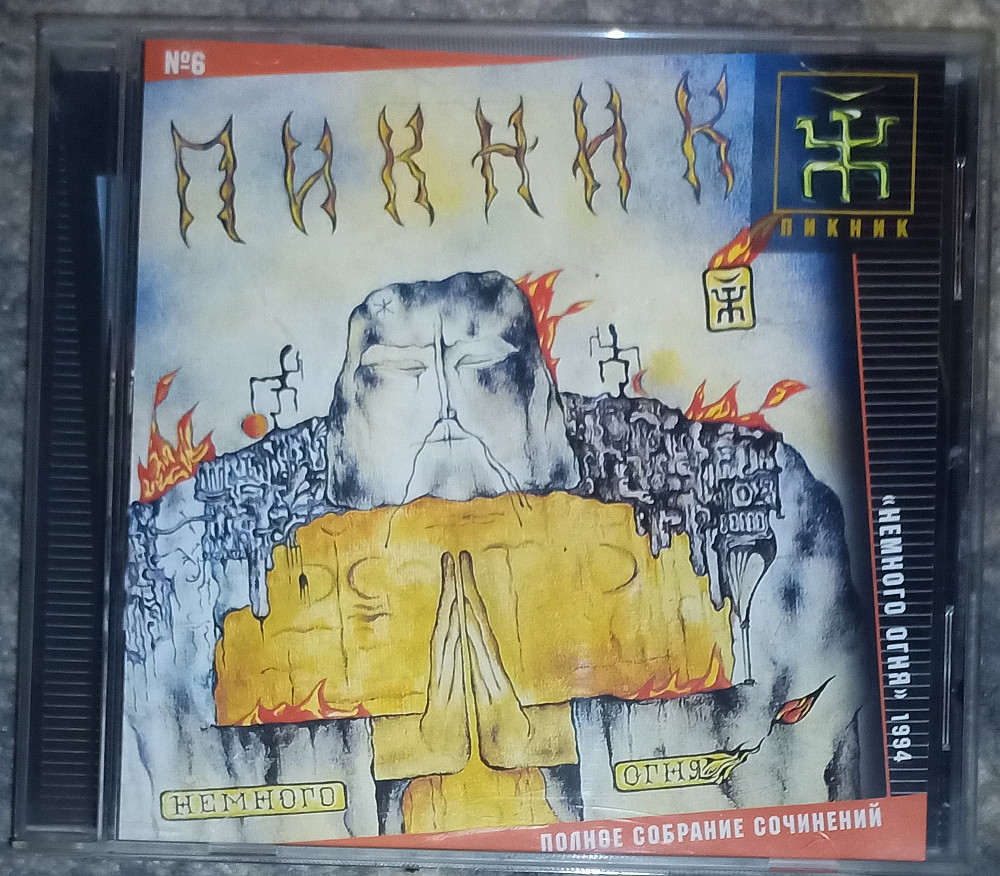 №6
ПИКНИК
ПИКНИК
«НЕМНОГО ОГНЯ» 1994
НЕМНОГО
ОГНЯ
ПОЛНОЕ СОБРАНИЕ СОЧИНЕНИЙ